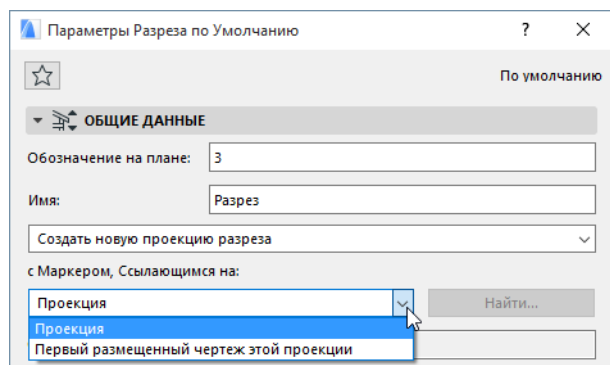 Параметры Разреза по Умолчанию ?
По умолчанию
ОБЩИЕ ДАННЫЕ
Обозначение на плане: 3
Имя: Разрез
Создать новую проекцию разреза
с Маркером, Ссылающимся на:
Проекция Найти...
Проекция
Первый размещенный чертеж этой проекции